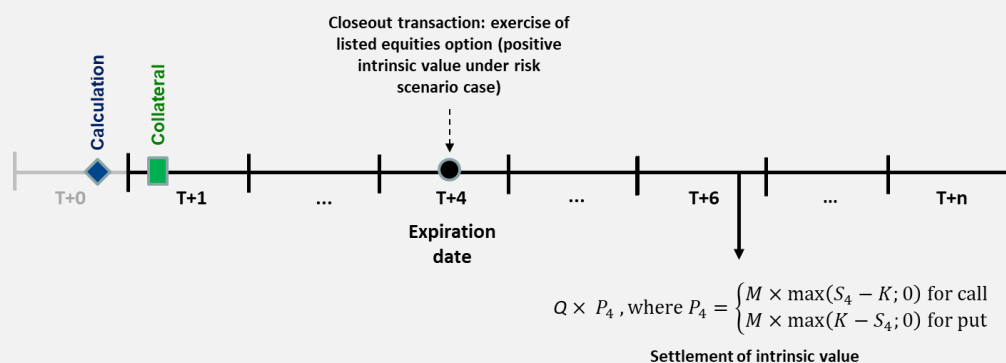 Closeout transaction: exercise of
listed equities option (positive
intrinsic value under risk
scenario case)
Calculation
Collateral
T+0
T+1
...
T+4
...
T+6
...
T+n
Expiration
date
Q × P₄ , where P₄ = { M × max(S₄ − K; 0) for call
M × max(K − S₄; 0) for put
Settlement of intrinsic value